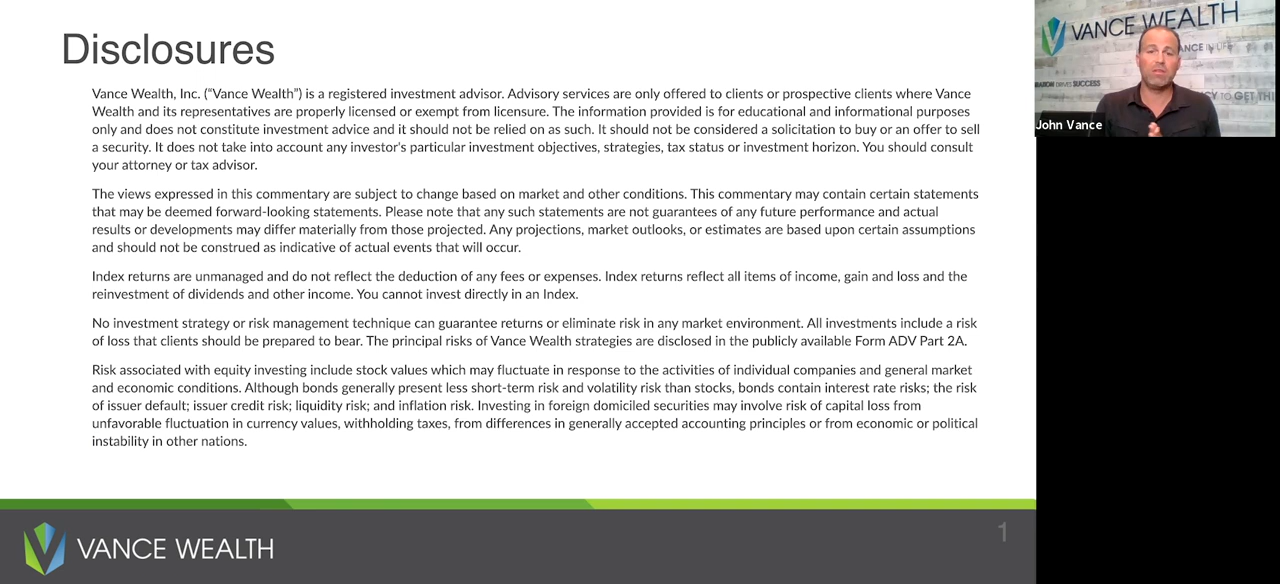 Disclosures
Vance Wealth, Inc. (“Vance Wealth”) is a registered investment advisor. Advisory services are only offered to clients or prospective clients where Vance
Wealth and its representatives are properly licensed or exempt from licensure. The information provided is for educational and informational purposes
only and does not constitute investment advice and it should not be relied on as such. It should not be considered a solicitation to buy or an offer to sell
a security. It does not take into account any investor's particular investment objectives, strategies, tax status or investment horizon. You should consult
your attorney or tax advisor.
The views expressed in this commentary are subject to change based on market and other conditions. This commentary may contain certain statements
that may be deemed forward-looking statements. Please note that any such statements are not guarantees of any future performance and actual
results or developments may differ materially from those projected. Any projections, market outlooks, or estimates are based upon certain assumptions
and should not be construed as indicative of actual events that will occur.
Index returns are unmanaged and do not reflect the deduction of any fees or expenses. Index returns reflect all items of income, gain and loss and the
reinvestment of dividends and other income. You cannot invest directly in an Index.
No investment strategy or risk management technique can guarantee returns or eliminate risk in any market environment. All investments include a risk
of loss that clients should be prepared to bear. The principal risks of Vance Wealth strategies are disclosed in the publicly available Form ADV Part 2A.
Risk associated with equity investing include stock values which may fluctuate in response to the activities of individual companies and general market
and economic conditions. Although bonds generally present less short-term risk and volatility risk than stocks, bonds contain interest rate risks; the risk
of issuer default; issuer credit risk; liquidity risk; and inflation risk. Investing in foreign domiciled securities may involve risk of capital loss from
unfavorable fluctuation in currency values, withholding taxes, from differences in generally accepted accounting principles or from economic or political
instability in other nations.
VANCE WEALTH
1
VANCE WEALTH
IN LIFE
DRIVES SUCCESS
TO GET
John Vance